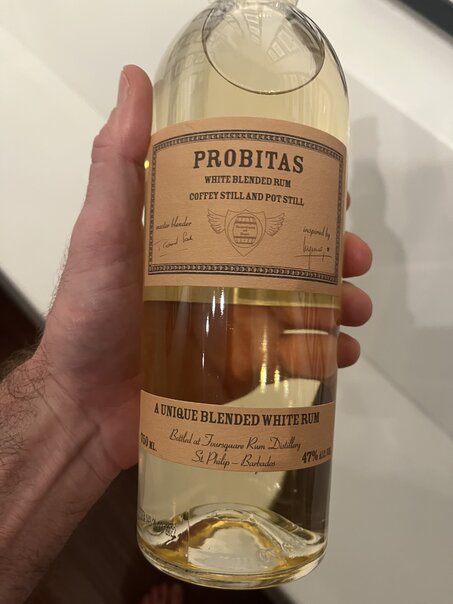 PROBITAS
WHITE BLENDED RUM
COFFEY STILL AND POT STILL
master blender
inspired by
A UNIQUE BLENDED WHITE RUM
Bottled at Foursquare Rum Distillery
750 ML.
St Philip – Barbados
47% ALC./VOL.